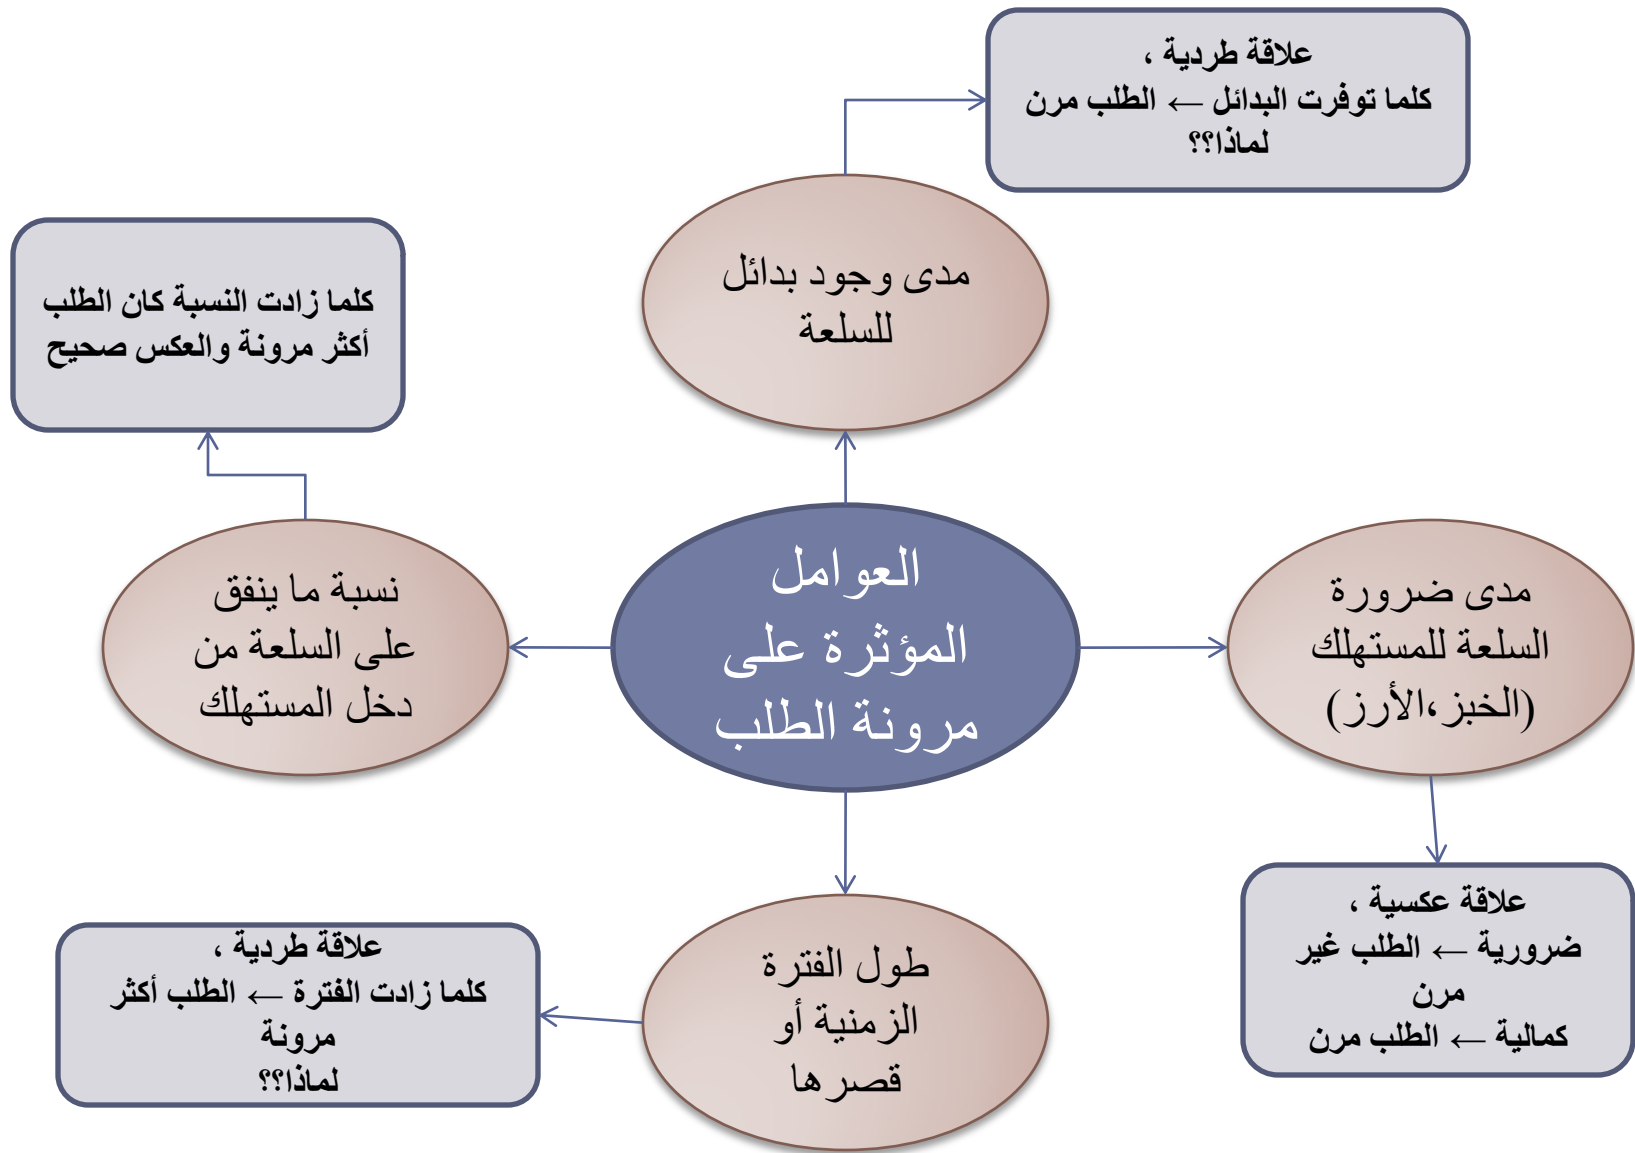 علاقة طردية ،
كلما توفرت البدائل ← الطلب مرن
لماذا؟؟
مدى وجود بدائل
للسلعة
كلما زادت النسبة كان الطلب
أكثر مرونة والعكس صحيح
العوامل
المؤثرة على
مرونة الطلب
مدى ضرورة
السلعة للمستهلك
(الخبز،الأرز)
نسبة ما ينفق
على السلعة من
دخل المستهلك
علاقة عكسية ،
ضرورية ← الطلب غير
مرن
كمالية ← الطلب مرن
طول الفترة
الزمنية أو
قصرها
علاقة طردية ،
كلما زادت الفترة ← الطلب أكثر
مرونة
لماذا؟؟